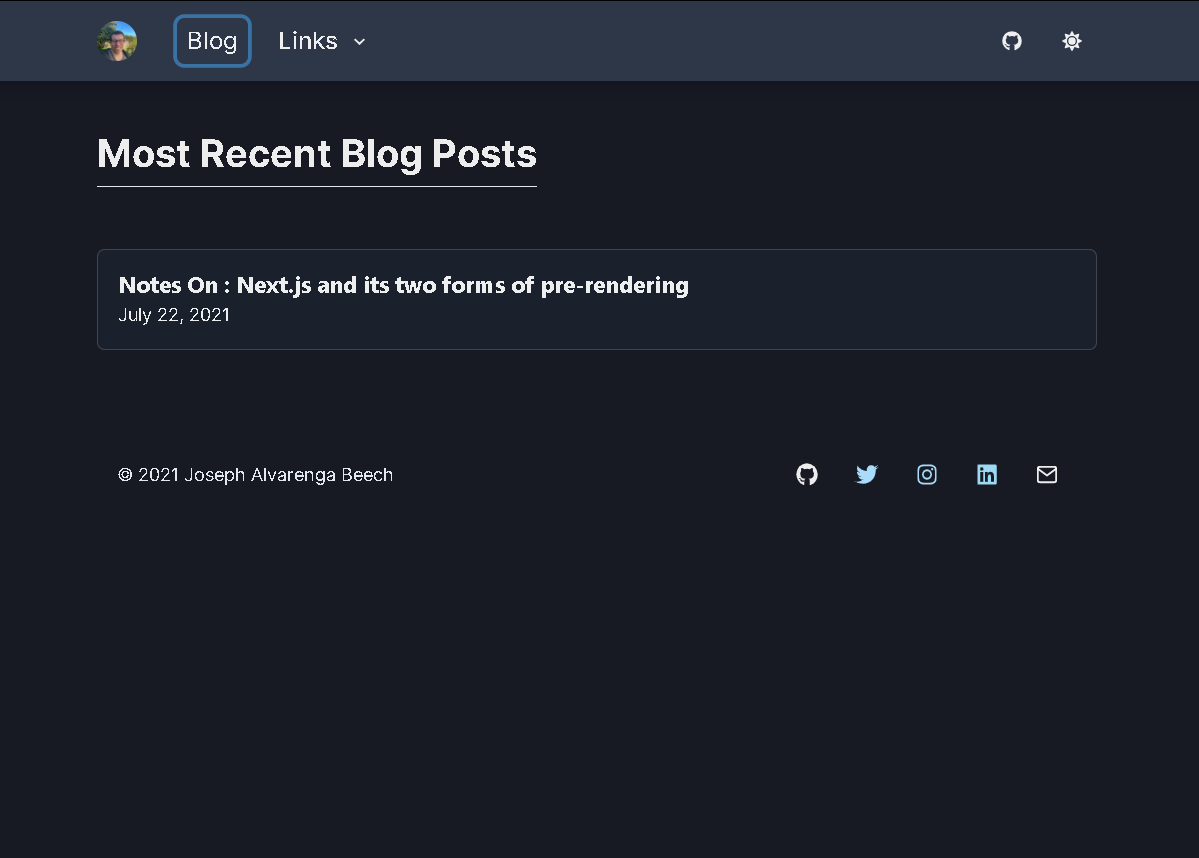 Blog Links
Most Recent Blog Posts
Notes On : Next.js and its two forms of pre-rendering
July 22, 2021
© 2021 Joseph Alvarenga Beech